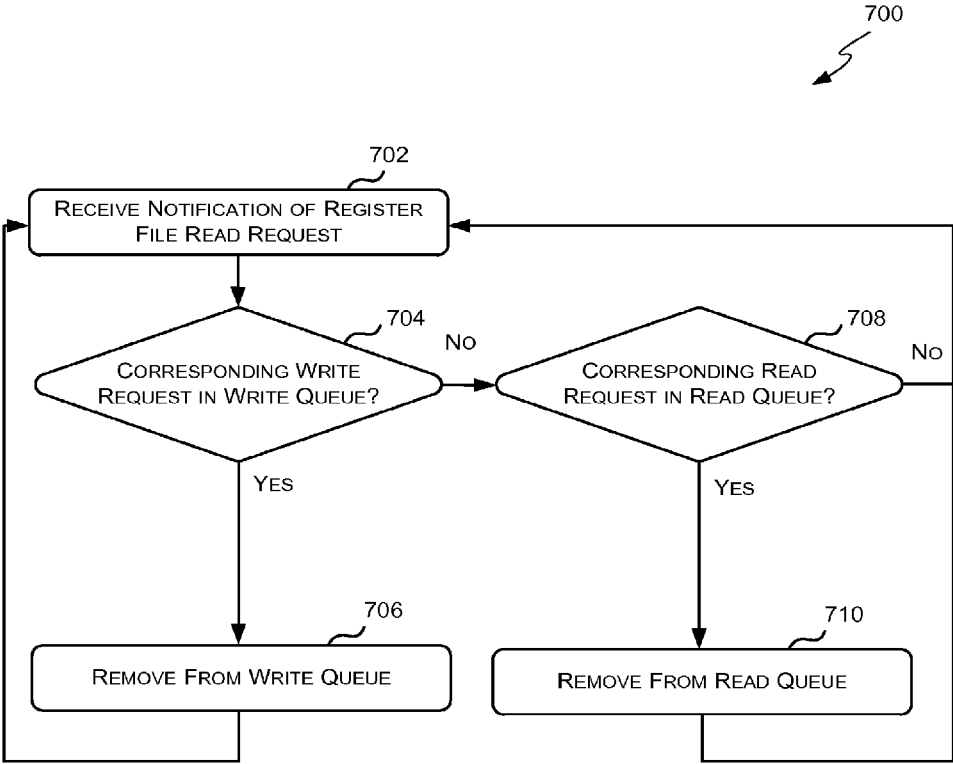 700
702
RECEIVE NOTIFICATION OF REGISTER
FILE READ REQUEST
704
NO
708
NO
CORRESPONDING WRITE
REQUEST IN WRITE QUEUE?
CORRESPONDING READ
REQUEST IN READ QUEUE?
YES
YES
706
710
REMOVE FROM WRITE QUEUE
REMOVE FROM READ QUEUE